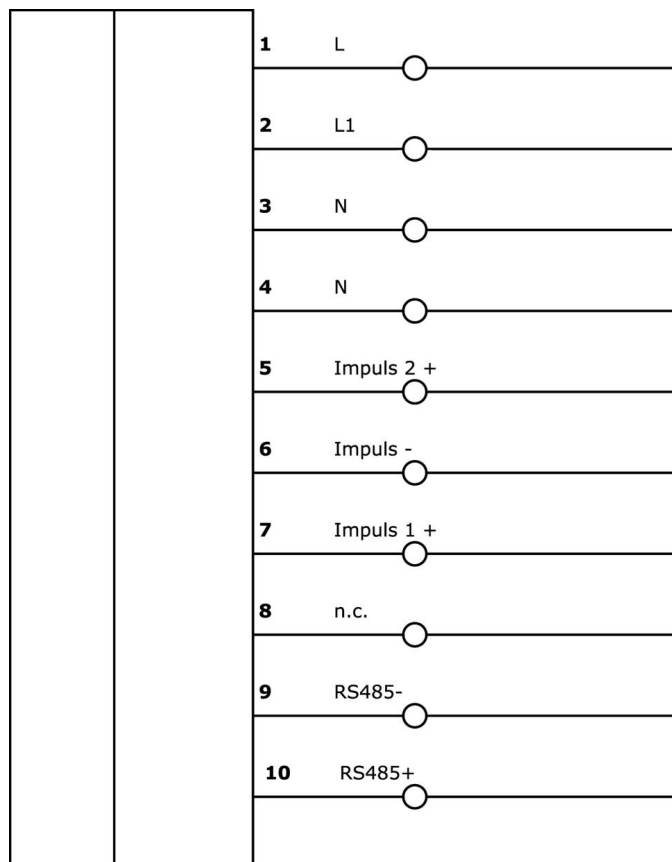 1 L
2 L1
3 N
4 N
5 Impuls 2 +
6 Impuls -
7 Impuls 1 +
8 n.c.
9 RS485-
10 RS485+